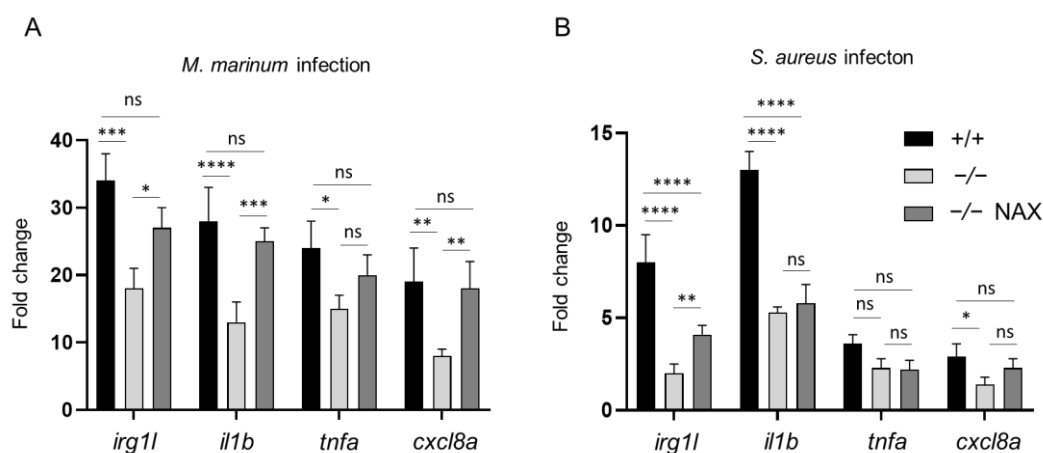 A
M. marinum infection
ns
ns
ns
ns
***
*
****
***
*
ns
**
**
Fold change
40
30
20
10
0
irg1l
il1b
tnfa
cxcl8a
B
S. aureus infecton
****
****
****
****
**
ns
ns
ns
ns
ns
*
ns
+/+
−/−
−/− NAX
Fold change
15
10
5
0
irg1l
il1b
tnfa
cxcl8a